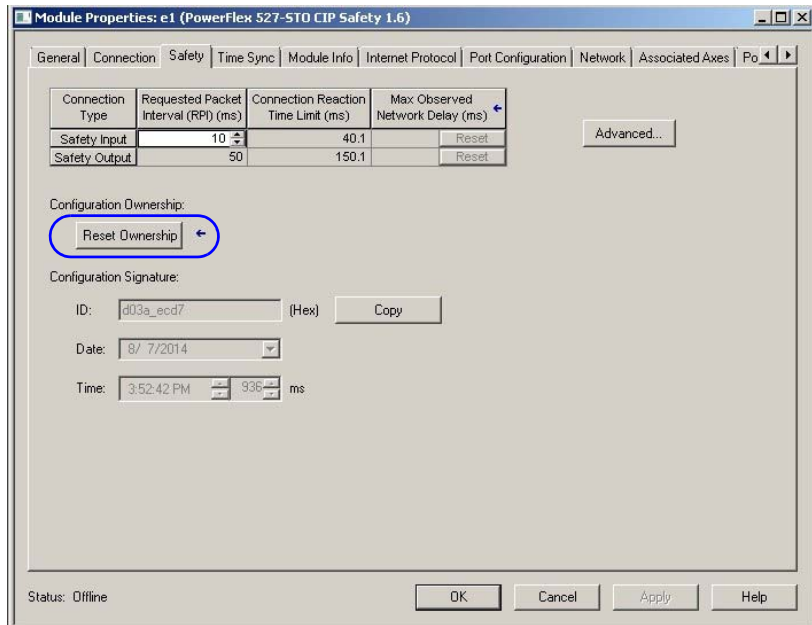 Module Properties: e1 (PowerFlex 527-STO CIP Safety 1.6)
General Connection Safety Time Sync Module Info Internet Protocol Port Configuration Network Associated Axes Po
Connection Type Requested Packet Interval (RPI) (ms) Connection Reaction Time Limit (ms) Max Observed Network Delay (ms)
Safety Input 10 40.1 Reset
Safety Output 50 150.1 Reset
Advanced...
Configuration Ownership:
Reset Ownership
Configuration Signature:
ID: d03a_ecd7 (Hex) Copy
Date: 8/ 7/2014
Time: 3:52:42 PM 936 ms
Status: Offline OK Cancel Apply Help